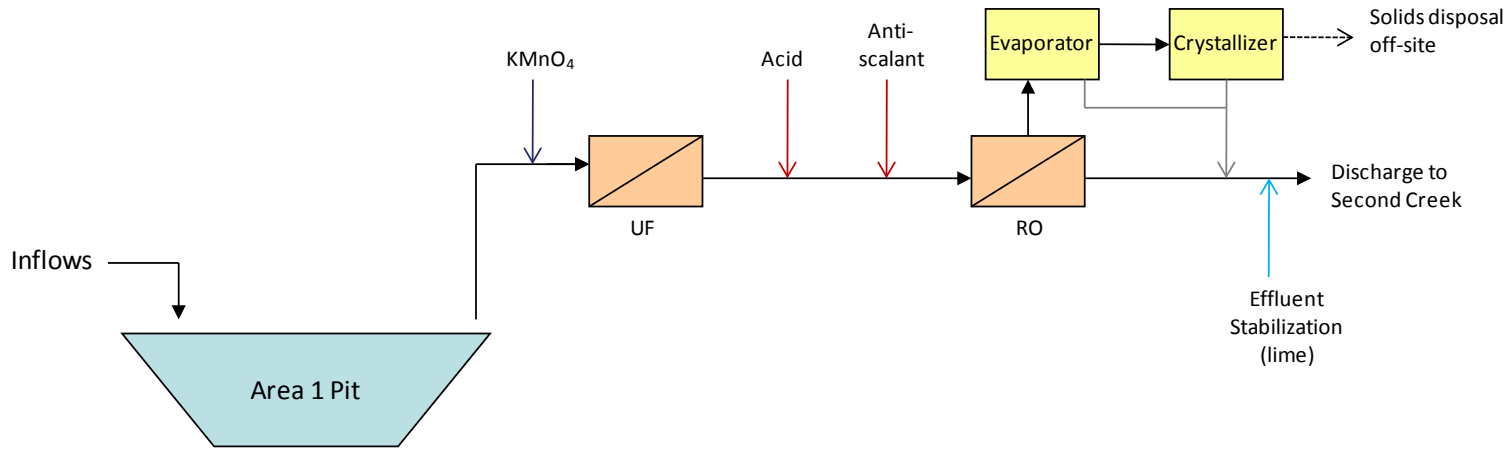 Solids disposal
off-site
Evaporator
Crystallizer
Anti-
scalant
KMnO₄
Acid
Discharge to
Second Creek
UF
RO
Inflows
Effluent
Stabilization
(lime)
Area 1 Pit